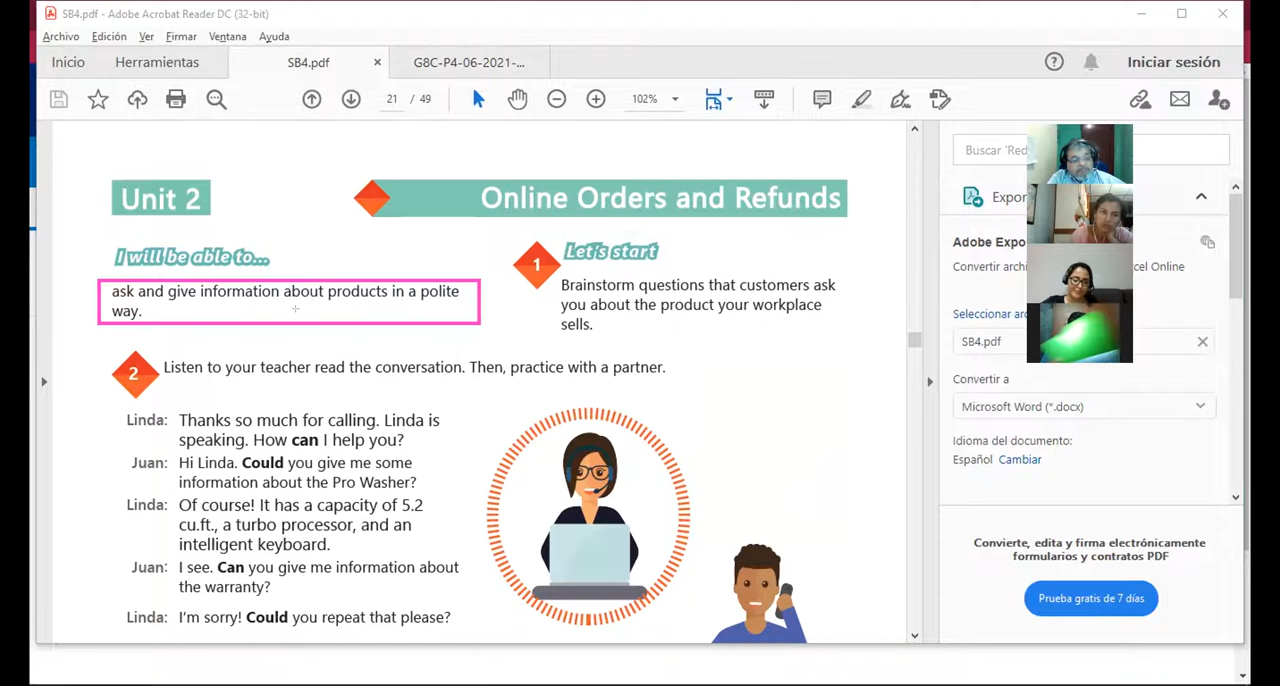 SB4.pdf - Adobe Acrobat Reader DC (32-bit)
Archivo Edición Ver Firmar Ventana Ayuda
Inicio Herramientas SB4.pdf × G8C-P4-06-2021-... Iniciar sesión
21 / 49 102%
Unit 2
Online Orders and Refunds
I will be able to...
ask and give information about products in a polite
way.
1 Let's start
Brainstorm questions that customers ask
you about the product your workplace
sells.
2 Listen to your teacher read the conversation. Then, practice with a partner.
Linda: Thanks so much for calling. Linda is
speaking. How can I help you?
Juan: Hi Linda. Could you give me some
information about the Pro Washer?
Linda: Of course! It has a capacity of 5.2
cu.ft., a turbo processor, and an
intelligent keyboard.
Juan: I see. Can you give me information about
the warranty?
Linda: I'm sorry! Could you repeat that please?
Buscar 'Red
Expor
Adobe Expo
Convertir archi cel Online
Seleccionar arc
SB4.pdf
Convertir a
Microsoft Word (*.docx)
Idioma del documento:
Español Cambiar
Convierte, edita y firma electrónicamente
formularios y contratos PDF
Prueba gratis de 7 días